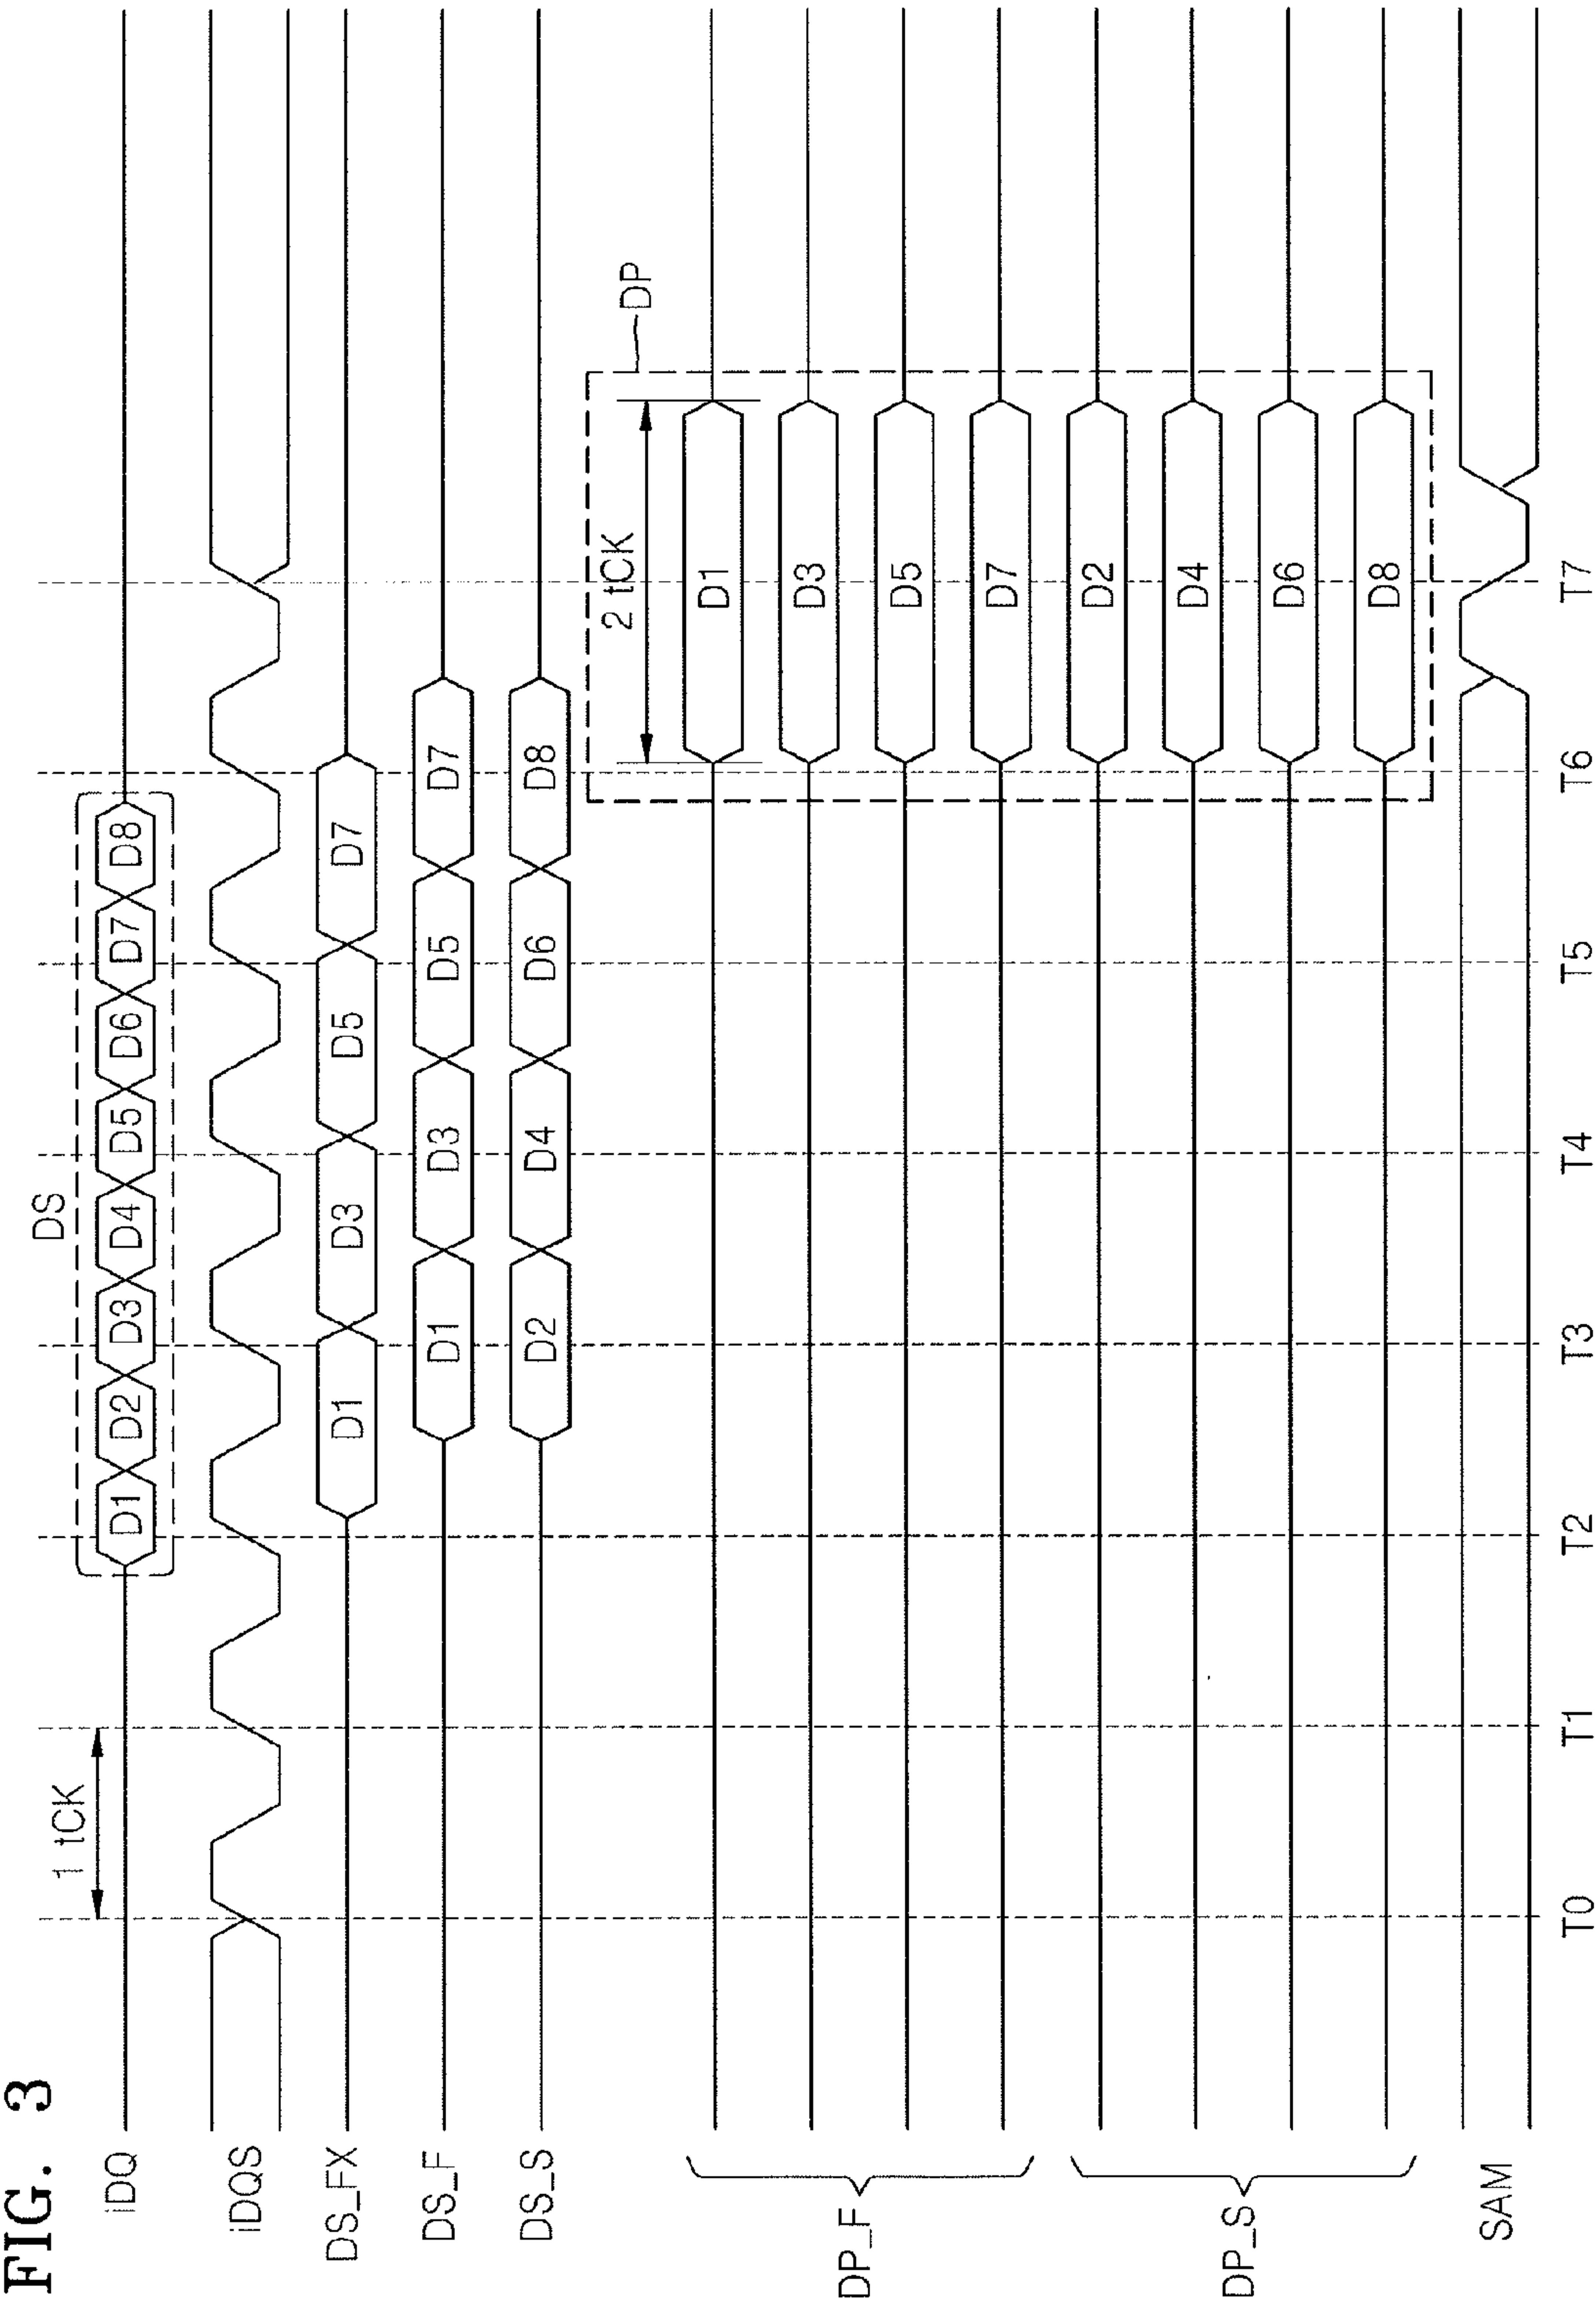 FIG. 3
1 tCK
DS
iDQ D1 D2 D3 D4 D5 D6 D7 D8
iDQS
DS_FX D1 D3 D5 D7
DS_F D1 D3 D5 D7
DS_S D2 D4 D6 D8
DP
2 tCK
DP_F
D1
D3
D5
D7
DP_S
D2
D4
D6
D8
SAM
T0 T1 T2 T3 T4 T5 T6 T7